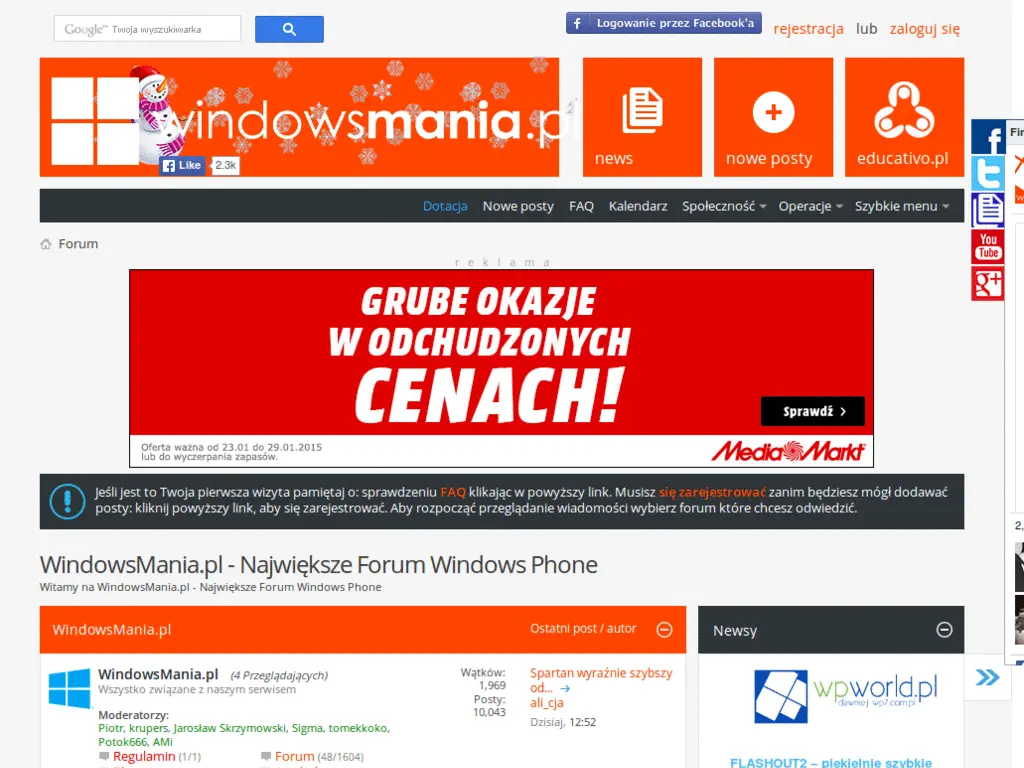 Google™ Twoja wyszukiwarka
f Logowanie przez Facebook'a
rejestracja lub zaloguj się
windowsmania.pl
Like 2.3k
news
nowe posty
educativo.pl
Dotacja Nowe posty FAQ Kalendarz Społeczność Operacje Szybkie menu
You Tube
g+
Forum
reklama
GRUBE OKAZJE
W ODCHUDZONYCH
CENACH!
Sprawdź >
Oferta ważna od 23.01 do 29.01.2015
lub do wyczerpania zapasów.
Media Markt
Jeśli jest to Twoja pierwsza wizyta pamiętaj o: sprawdzeniu FAQ klikając w powyższy link. Musisz się zarejestrować zanim będziesz mógł dodawać
posty: kliknij powyższy link, aby się zarejestrować. Aby rozpocząć przeglądanie wiadomości wybierz forum które chcesz odwiedzić.
WindowsMania.pl - Największe Forum Windows Phone
Witamy na WindowsMania.pl - Największe Forum Windows Phone
WindowsMania.pl Ostatni post / autor
WindowsMania.pl (4 Przeglądających)
Wszystko związane z naszym serwisem
Moderatorzy:
Piotr, krupers, Jarosław Skrzymowski, Sigma, tomekkoko,
Potok666, AMi
Regulamin (1/1) Forum (48/1604)
Wątków:
1,969
Posty:
10,043
Spartan wyraźnie szybszy
od...
ali_cja
Dzisiaj, 12:52
Newsy
wpworld.pl
dawniej wp7.com.pl
FLASHOUT2 – piekielnie szybkie